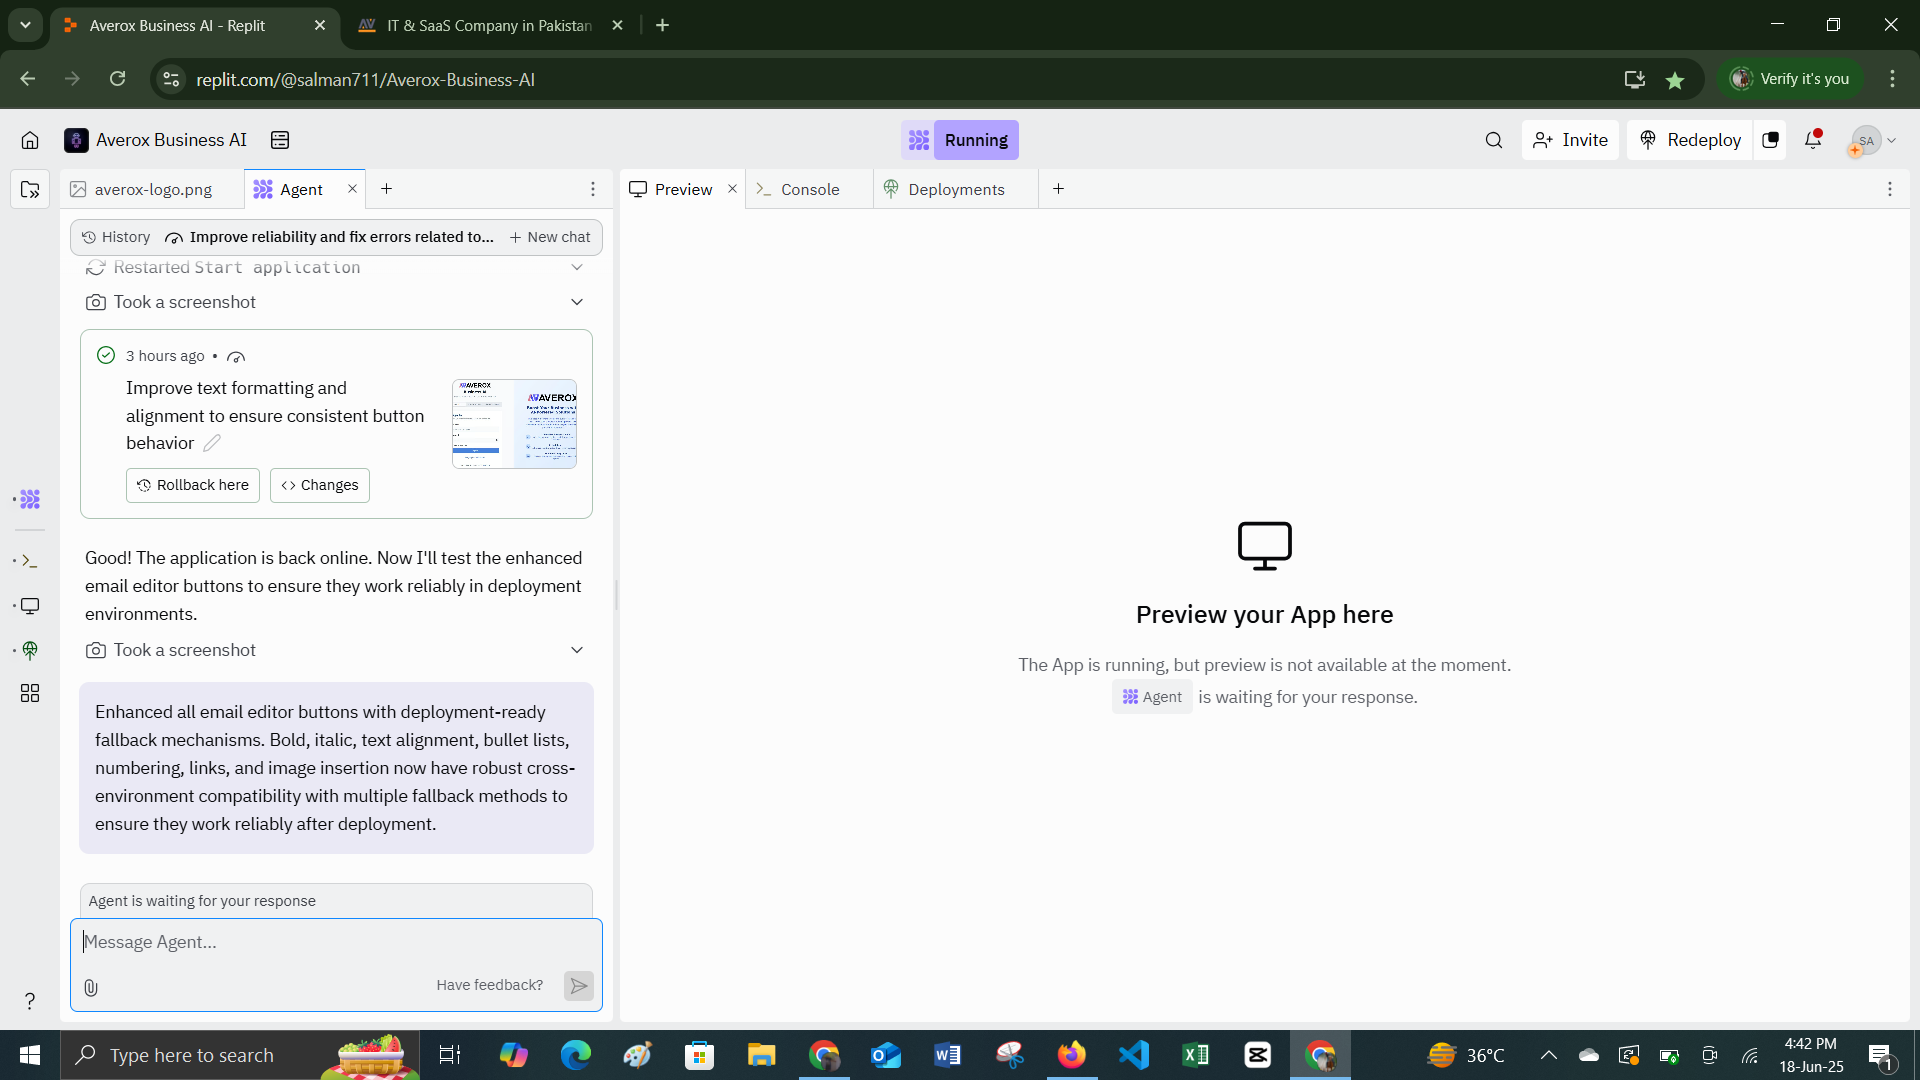 Averox Business AI - Replit
IT & SaaS Company in Pakistan
replit.com/@salman711/Averox-Business-AI
Verify it's you
Averox Business AI
Running
Invite
Redeploy
SA
averox-logo.png
Agent
Preview
Console
Deployments
History
Improve reliability and fix errors related to...
New chat
Restarted Start application
Took a screenshot
3 hours ago •
Improve text formatting and
alignment to ensure consistent button
behavior
AVEROX
AVEROX
Rollback here
Changes
Good! The application is back online. Now I'll test the enhanced
email editor buttons to ensure they work reliably in deployment
environments.
Took a screenshot
Enhanced all email editor buttons with deployment-ready
fallback mechanisms. Bold, italic, text alignment, bullet lists,
numbering, links, and image insertion now have robust cross-
environment compatibility with multiple fallback methods to
ensure they work reliably after deployment.
Agent is waiting for your response
Message Agent...
Have feedback?
Preview your App here
The App is running, but preview is not available at the moment.
Agent is waiting for your response.
Type here to search
36°C
4:42 PM
18-Jun-25
1